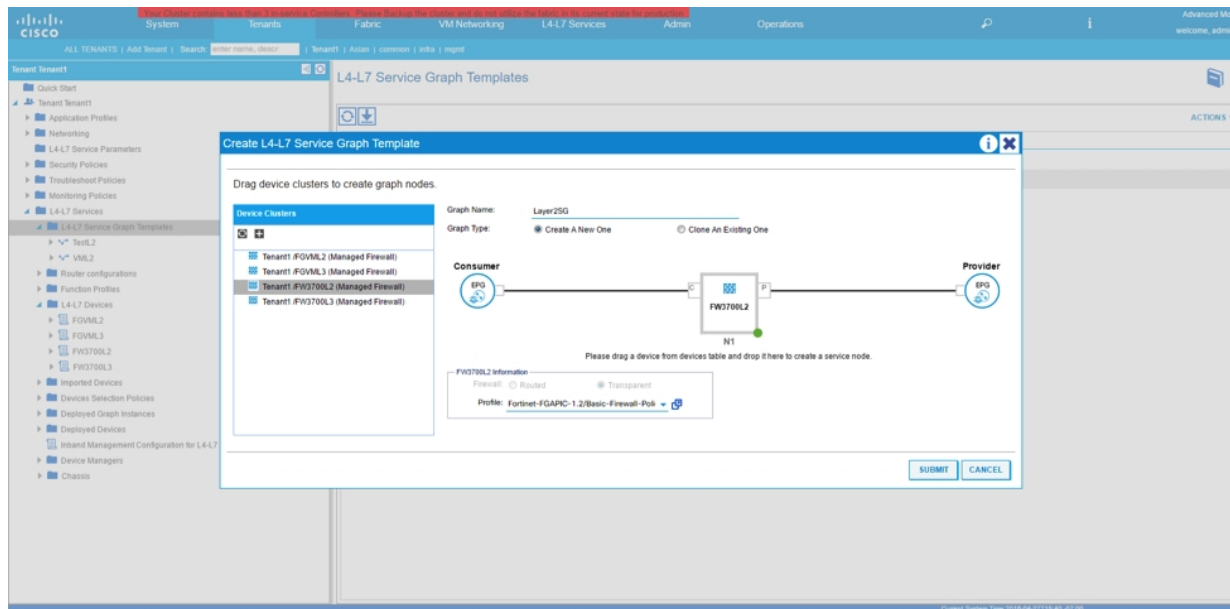 Your Cluster contains less than 3 in-service Controllers. Please Backup the cluster and do not utilize the fabric in its current state for production.
CISCO
System
Tenants
Fabric
VM Networking
L4-L7 Services
Admin
Operations
i
Advanced Mo
welcome, admi
ALL TENANTS | Add Tenant | Search: enter name, descr | Tenant1 | Asian | common | infra | mgmt
Tenant Tenant1
Quick Start
Tenant Tenant1
Application Profiles
Networking
L4-L7 Service Parameters
Security Policies
Troubleshoot Policies
Monitoring Policies
L4-L7 Services
L4-L7 Service Graph Templates
TestL2
VML2
Router configurations
Function Profiles
L4-L7 Devices
FGVML2
FGVML3
FW3700L2
FW3700L3
Imported Devices
Devices Selection Policies
Deployed Graph Instances
Deployed Devices
Inband Management Configuration for L4-L7
Device Managers
Chassis
L4-L7 Service Graph Templates
ACTIONS
Create L4-L7 Service Graph Template
i
Drag device clusters to create graph nodes.
Device Clusters
Tenant1 /FGVML2 (Managed Firewall)
Tenant1 /FGVML3 (Managed Firewall)
Tenant1 /FW3700L2 (Managed Firewall)
Tenant1 /FW3700L3 (Managed Firewall)
Graph Name: Layer2SG
Graph Type: Create A New One Clone An Existing One
Consumer
EPG
C
FW3700L2
P
N1
Provider
EPG
Please drag a device from devices table and drop it here to create a service node.
FW3700L2 Information
Firewall: Routed Transparent
Profile: Fortinet-FGAPIC-1.2/Basic-Firewall-Poli
SUBMIT
CANCEL
Current System Time